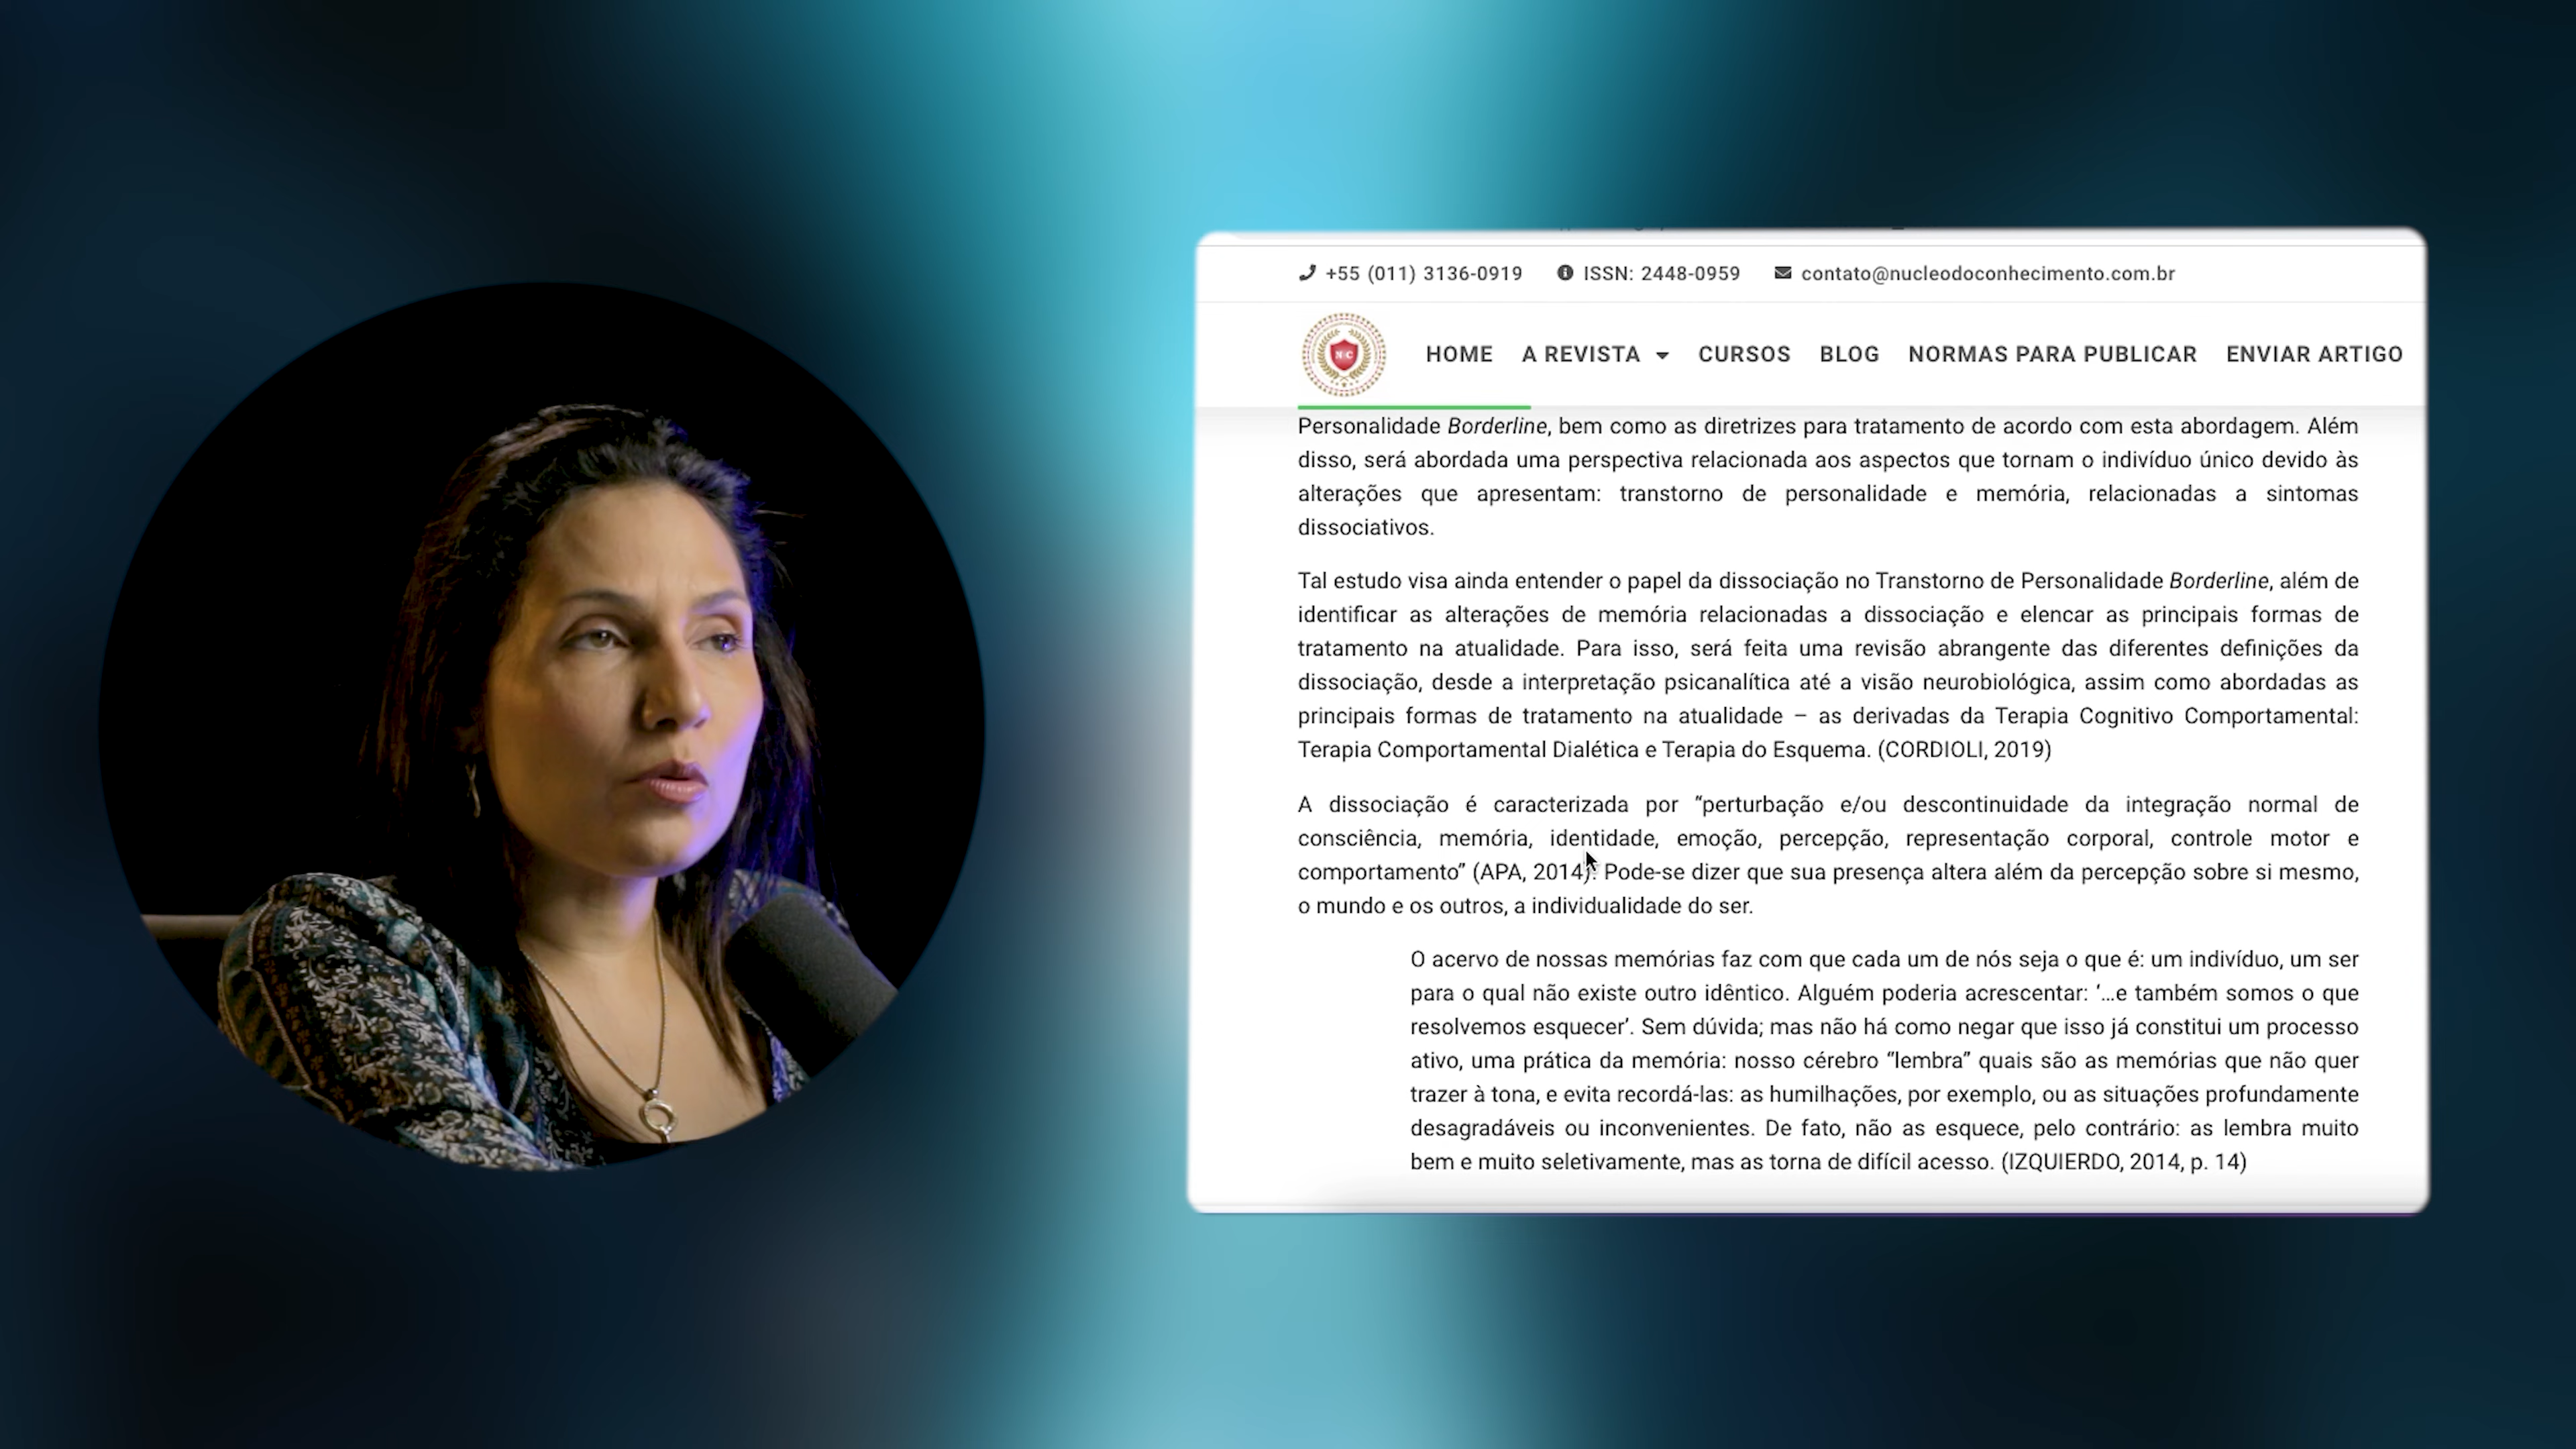 +55 (011) 3136-0919 ISSN: 2448-0959 contato@nucleodoconhecimento.com.br
HOME A REVISTA CURSOS BLOG NORMAS PARA PUBLICAR ENVIAR ARTIGO
Personalidade Borderline, bem como as diretrizes para tratamento de acordo com esta abordagem. Além
disso, será abordada uma perspectiva relacionada aos aspectos que tornam o indivíduo único devido às
alterações que apresentam: transtorno de personalidade e memória, relacionadas a sintomas
dissociativos.
Tal estudo visa ainda entender o papel da dissociação no Transtorno de Personalidade Borderline, além de
identificar as alterações de memória relacionadas a dissociação e elencar as principais formas de
tratamento na atualidade. Para isso, será feita uma revisão abrangente das diferentes definições da
dissociação, desde a interpretação psicanalítica até a visão neurobiológica, assim como abordadas as
principais formas de tratamento na atualidade – as derivadas da Terapia Cognitivo Comportamental:
Terapia Comportamental Dialética e Terapia do Esquema. (CORDIOLI, 2019)
A dissociação é caracterizada por “perturbação e/ou descontinuidade da integração normal de
consciência, memória, identidade, emoção, percepção, representação corporal, controle motor e
comportamento” (APA, 2014). Pode-se dizer que sua presença altera além da percepção sobre si mesmo,
o mundo e os outros, a individualidade do ser.
O acervo de nossas memórias faz com que cada um de nós seja o que é: um indivíduo, um ser
para o qual não existe outro idêntico. Alguém poderia acrescentar: ‘…e também somos o que
resolvemos esquecer’. Sem dúvida; mas não há como negar que isso já constitui um processo
ativo, uma prática da memória: nosso cérebro “lembra” quais são as memórias que não quer
trazer à tona, e evita recordá-las: as humilhações, por exemplo, ou as situações profundamente
desagradáveis ou inconvenientes. De fato, não as esquece, pelo contrário: as lembra muito
bem e muito seletivamente, mas as torna de difícil acesso. (IZQUIERDO, 2014, p. 14)